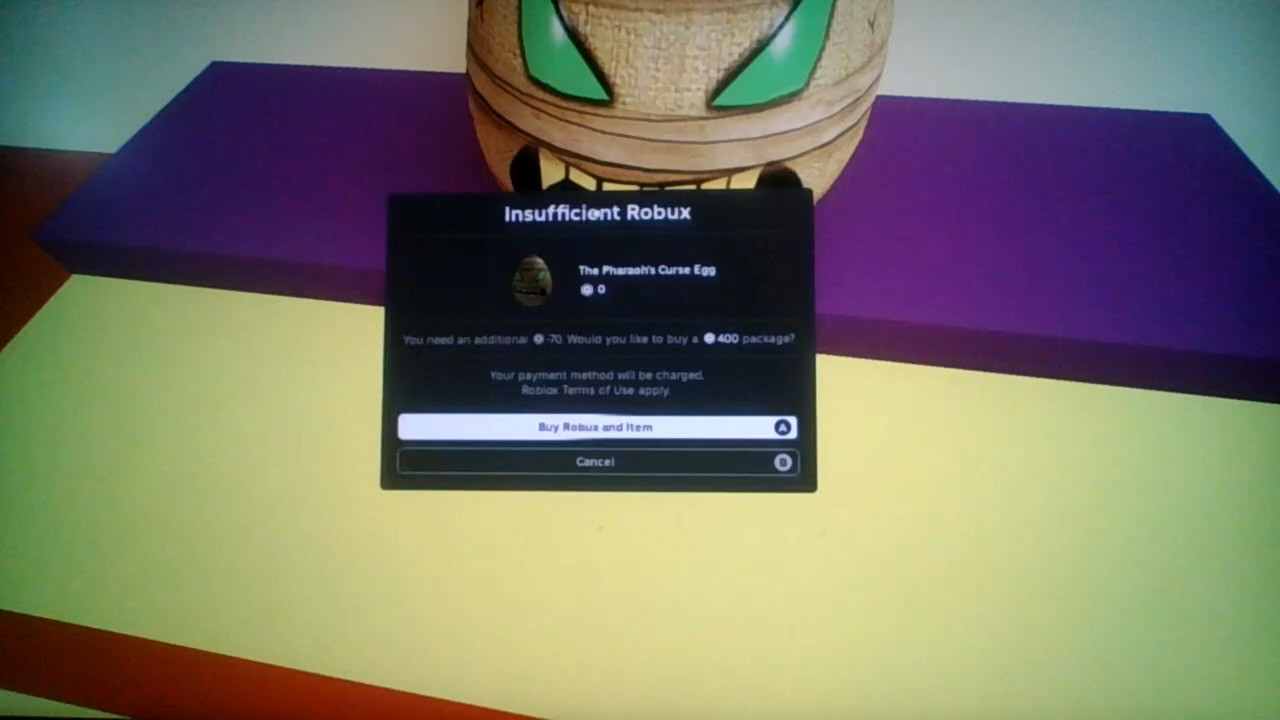 Insufficient Robux
The Pharaoh's Curse Egg
0
You need an additional -70. Would you like to buy a 400 package?
Your payment method will be charged.
Roblox Terms of Use apply.
Buy Robux and Item A
Cancel B